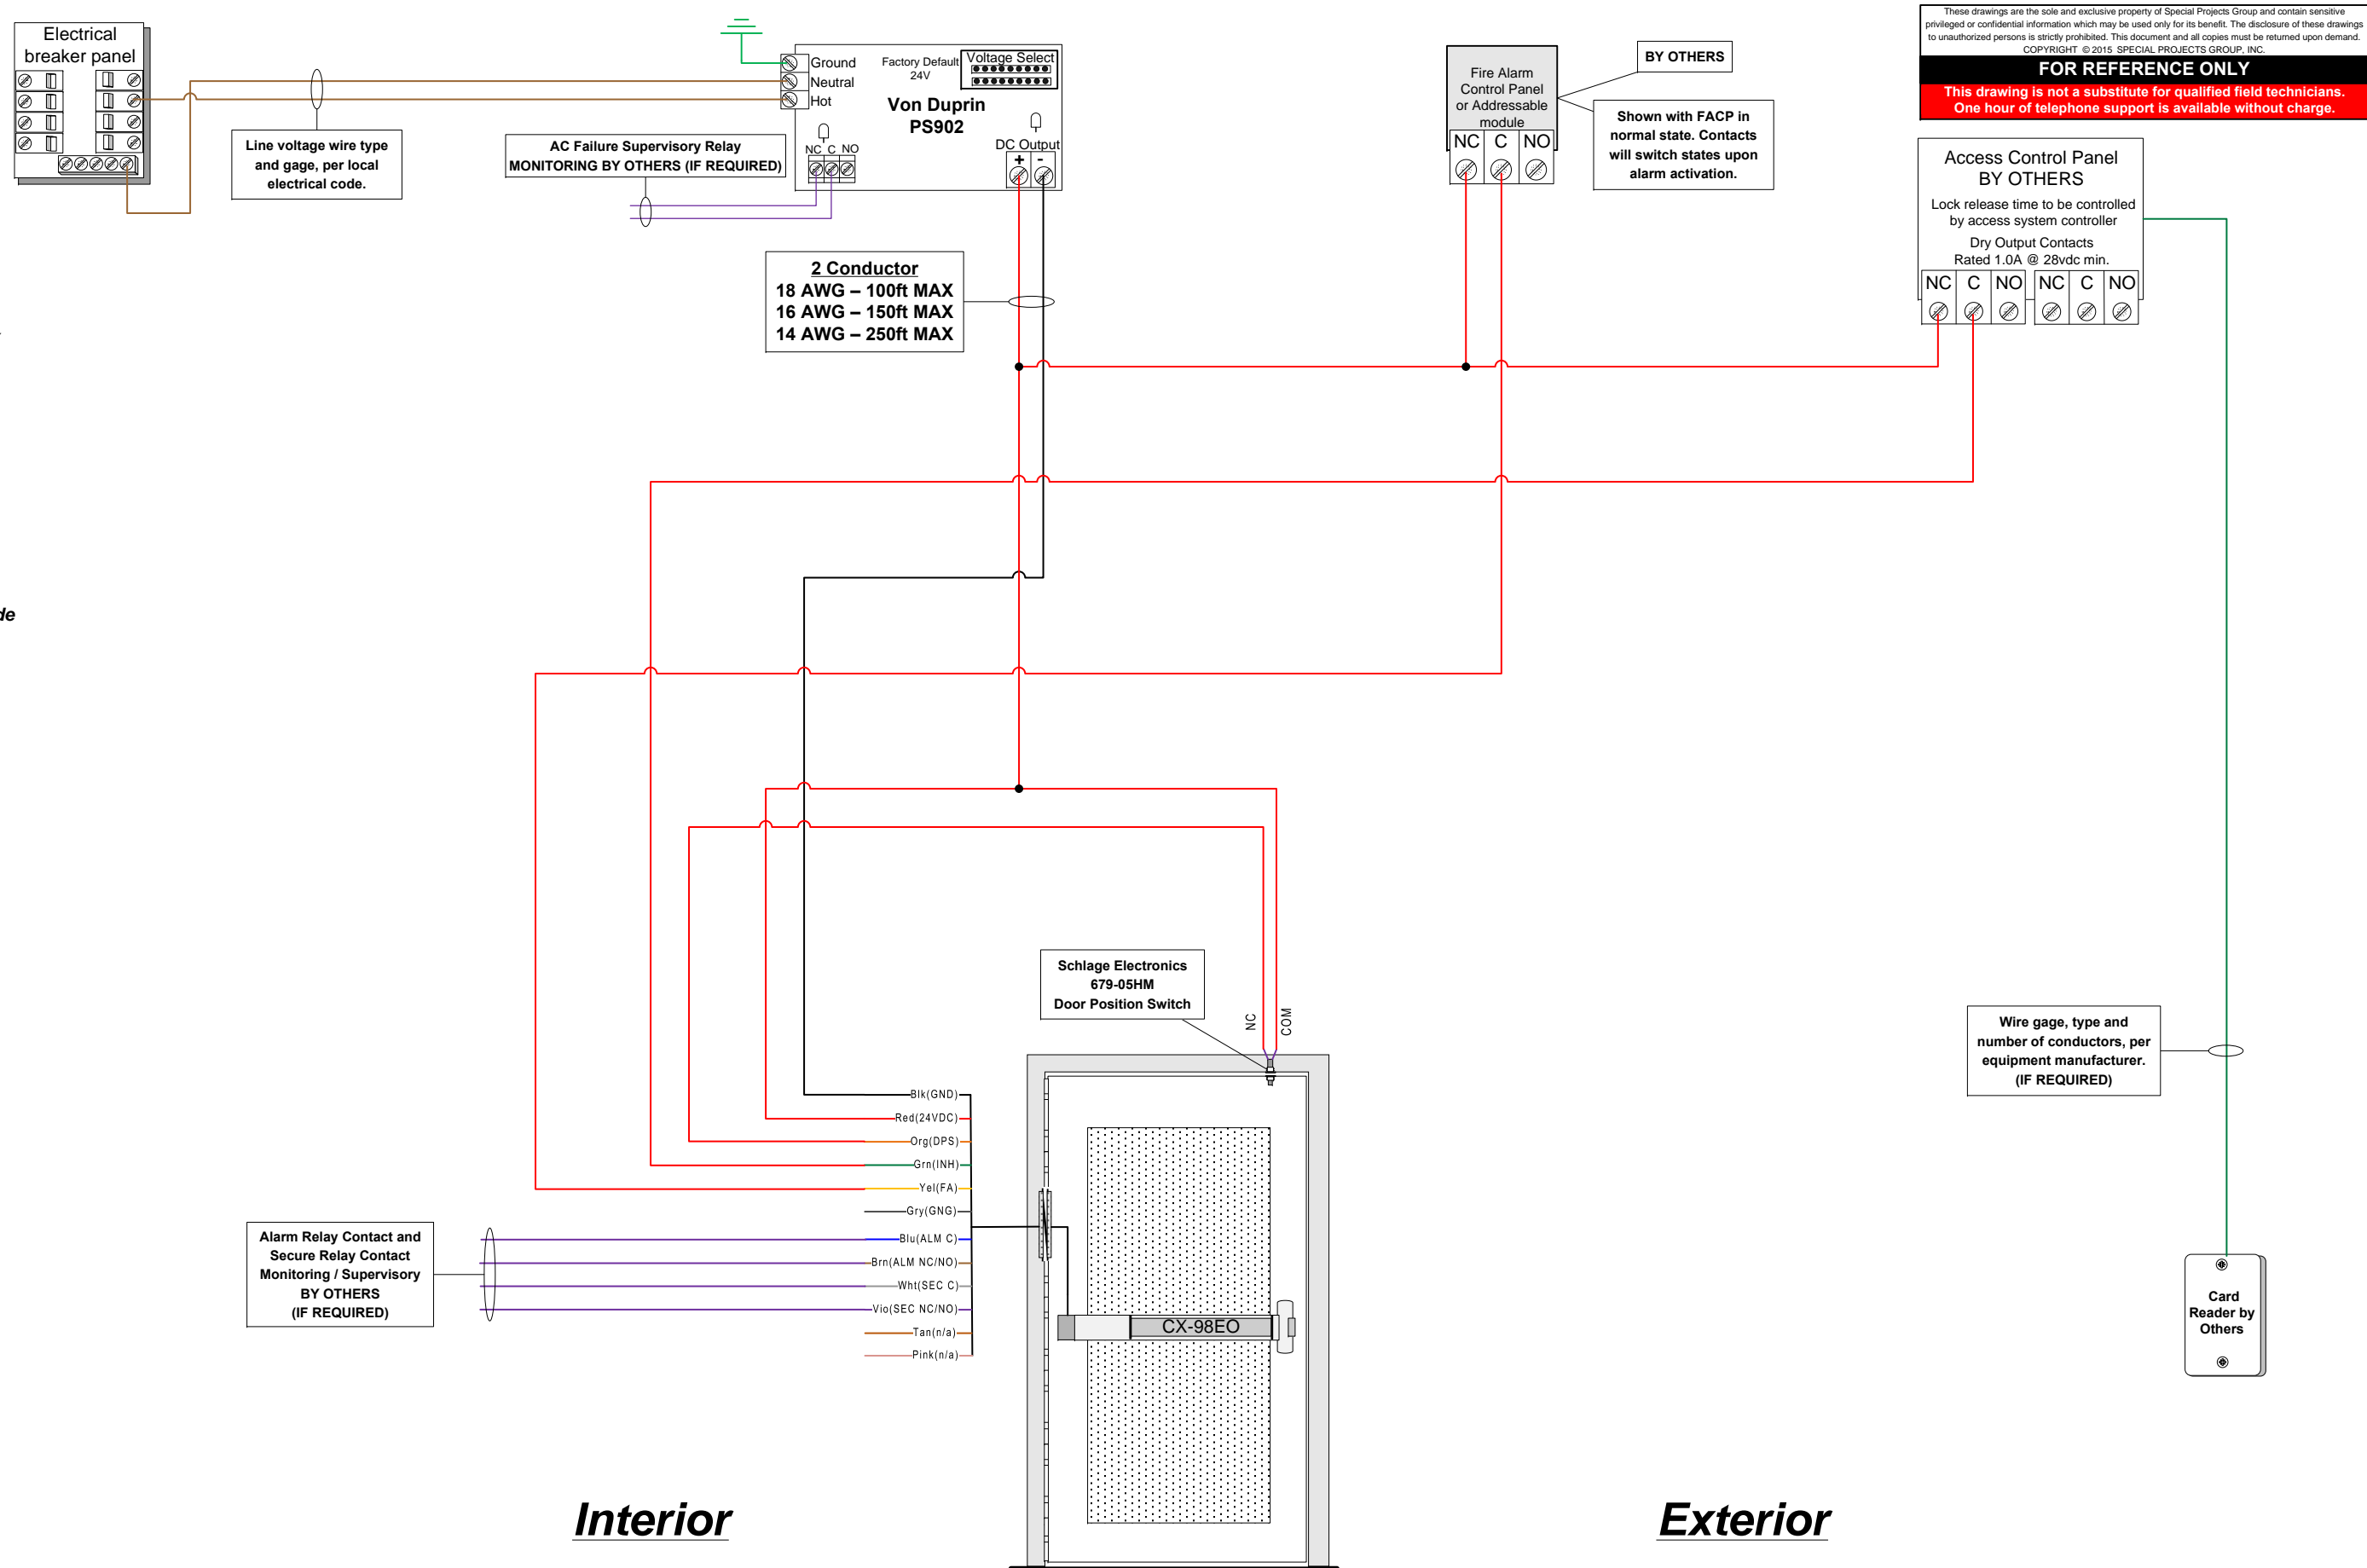 Electrical
breaker panel
Line voltage wire type
and gage, per local
electrical code.
Ground
Neutral
Hot
Factory Default
24V
Voltage Select
Von Duprin
PS902
NC C NO
DC Output
+ -
AC Failure Supervisory Relay
MONITORING BY OTHERS (IF REQUIRED)
2 Conductor
18 AWG – 100ft MAX
16 AWG – 150ft MAX
14 AWG – 250ft MAX
Fire Alarm
Control Panel
or Addressable
module
NC C NO
BY OTHERS
Shown with FACP in
normal state. Contacts
will switch states upon
alarm activation.
These drawings are the sole and exclusive property of Special Projects Group and contain sensitive
privileged or confidential information which may be used only for its benefit. The disclosure of these drawings
to unauthorized persons is strictly prohibited. This document and all copies must be returned upon demand.
COPYRIGHT © 2015 SPECIAL PROJECTS GROUP, INC.
FOR REFERENCE ONLY
This drawing is not a substitute for qualified field technicians.
One hour of telephone support is available without charge.
Access Control Panel
BY OTHERS
Lock release time to be controlled
by access system controller
Dry Output Contacts
Rated 1.0A @ 28vdc min.
NC C NO NC C NO
de
Schlage Electronics
679-05HM
Door Position Switch
NC
COM
Wire gage, type and
number of conductors, per
equipment manufacturer.
(IF REQUIRED)
Blk(GND)
Red(24VDC)
Org(DPS)
Grn(INH)
Yel(FA)
Gry(GNG)
Blu(ALM C)
Brn(ALM NC/NO)
Wht(SEC C)
Vio(SEC NC/NO)
Tan(n/a)
Pink(n/a)
Alarm Relay Contact and
Secure Relay Contact
Monitoring / Supervisory
BY OTHERS
(IF REQUIRED)
CX-98EO
Card
Reader by
Others
Interior
Exterior